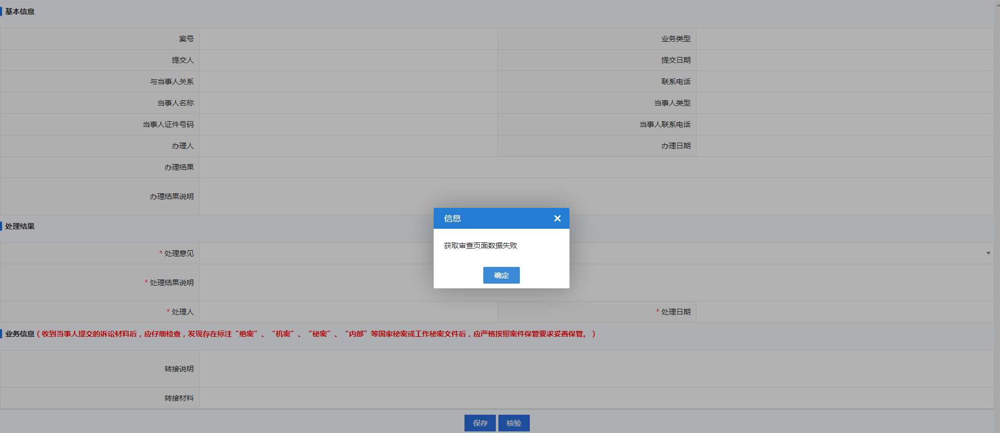 基本信息
案号
业务类型
提交人
提交日期
与当事人关系
联系电话
当事人名称
当事人类型
当事人证件号码
当事人联系电话
办理人
办理日期
办理结果
办理结果说明
信息
获取审查页面数据失败
确定
处理结果
* 处理意见
* 处理结果说明
* 处理人
* 处理日期
业务信息（收到当事人提交的诉讼材料后，应仔细检查，发现存在标注“绝密”、“机密”、“秘密”、“内部”等国家秘密或工作秘密文件后，应严格按照密件保管要求妥善保管。）
转接说明
转接材料
保存
核验